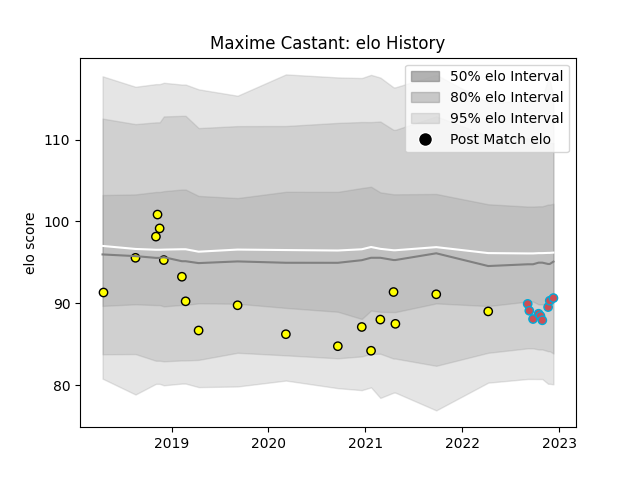 Maxime Castant: elo History
50% elo Interval
80% elo Interval
95% elo Interval
Post Match elo
elo score
110
100
90
80
2019
2020
2021
2022
2023